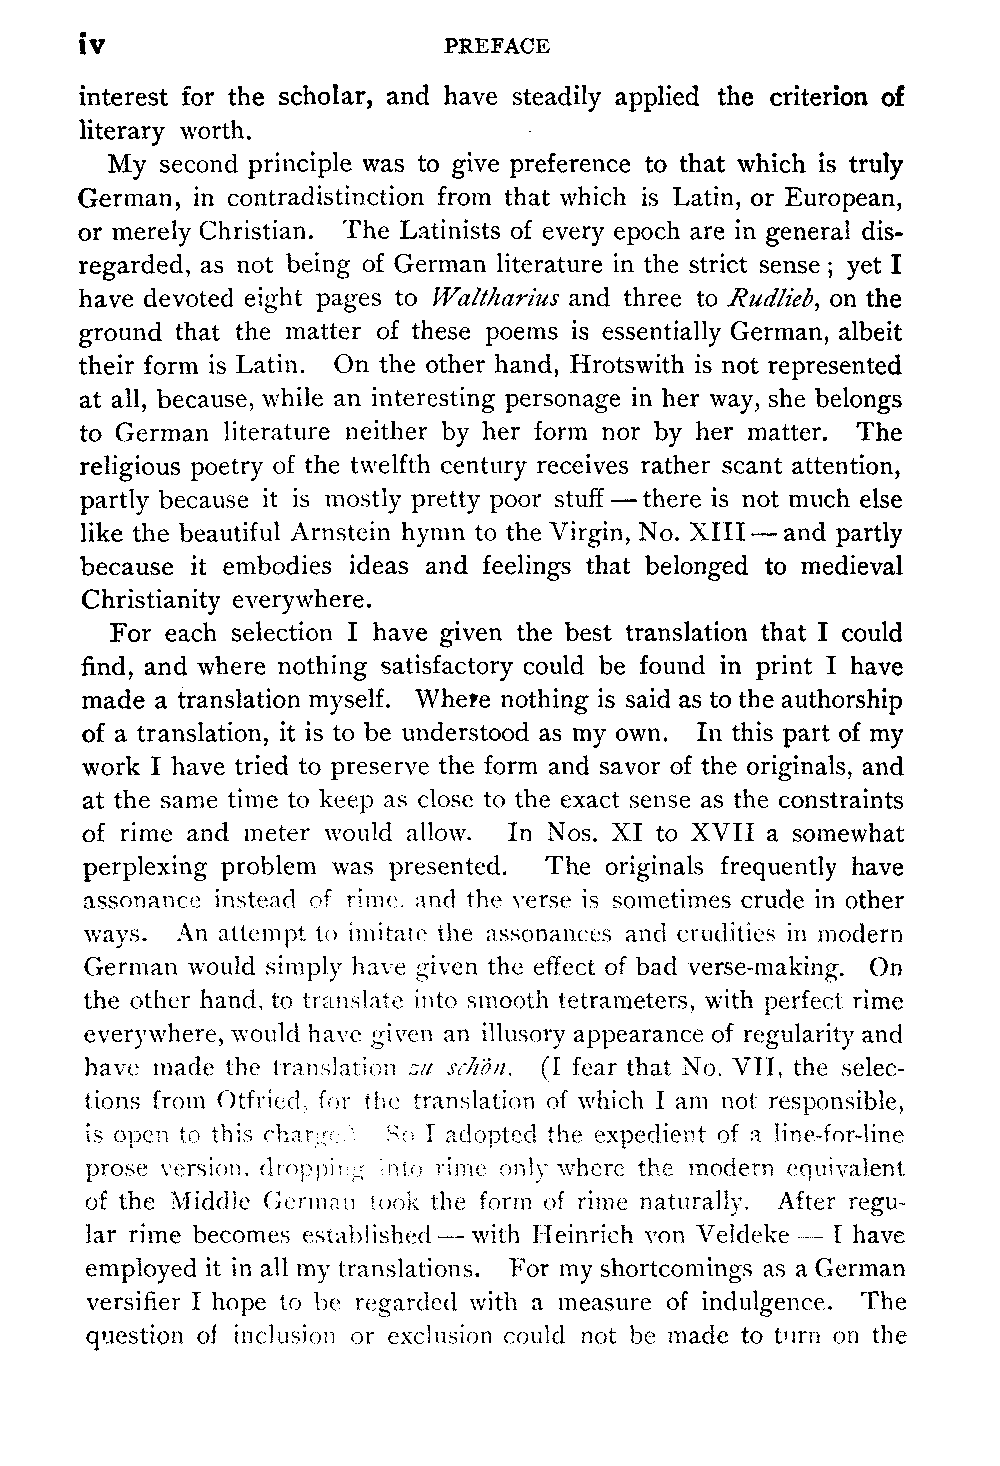 iv PREFACE
interest for the scholar, and have steadily applied the criterion of
literary worth.
My second principle was to give preference to that which is truly
German, in contradistinction from that which is Latin, or European,
or merely Christian. The Latinists of every epoch are in general dis-
regarded, as not being of German literature in the strict sense; yet I
have devoted eight pages to Waltharius and three to Rudlieb, on the
ground that the matter of these poems is essentially German, albeit
their form is Latin. On the other hand, Hrotswith is not represented
at all, because, while an interesting personage in her way, she belongs
to German literature neither by her form nor by her matter. The
religious poetry of the twelfth century receives rather scant attention,
partly because it is mostly pretty poor stuff — there is not much else
like the beautiful Arnstein hymn to the Virgin, No. XIII — and partly
because it embodies ideas and feelings that belonged to medieval
Christianity everywhere.
For each selection I have given the best translation that I could
find, and where nothing satisfactory could be found in print I have
made a translation myself. Where nothing is said as to the authorship
of a translation, it is to be understood as my own. In this part of my
work I have tried to preserve the form and savor of the originals, and
at the same time to keep as close to the exact sense as the constraints
of rime and meter would allow. In Nos. XI to XVII a somewhat
perplexing problem was presented. The originals frequently have
assonance instead of rime, and the verse is sometimes crude in other
ways. An attempt to imitate the assonances and crudities in modern
German would simply have given the effect of bad verse-making. On
the other hand, to translate into smooth tetrameters, with perfect rime
everywhere, would have given an illusory appearance of regularity and
have made the translation zu schön. (I fear that No. VII, the selec-
tions from Otfried, for the translation of which I am not responsible,
is open to this charge.) So I adopted the expedient of a line-for-line
prose version, dropping into rime only where the modern equivalent
of the Middle German took the form of rime naturally. After regu-
lar rime becomes established — with Heinrich von Veldeke — I have
employed it in all my translations. For my shortcomings as a German
versifier I hope to be regarded with a measure of indulgence. The
question of inclusion or exclusion could not be made to turn on the